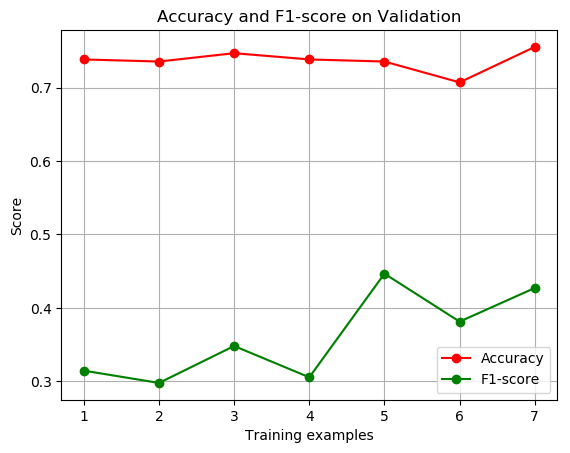 Accuracy and F1-score on Validation
0.7
0.6
0.5
0.4
0.3
Score
1 2 3 4 5 6 7
Training examples
Accuracy
F1-score